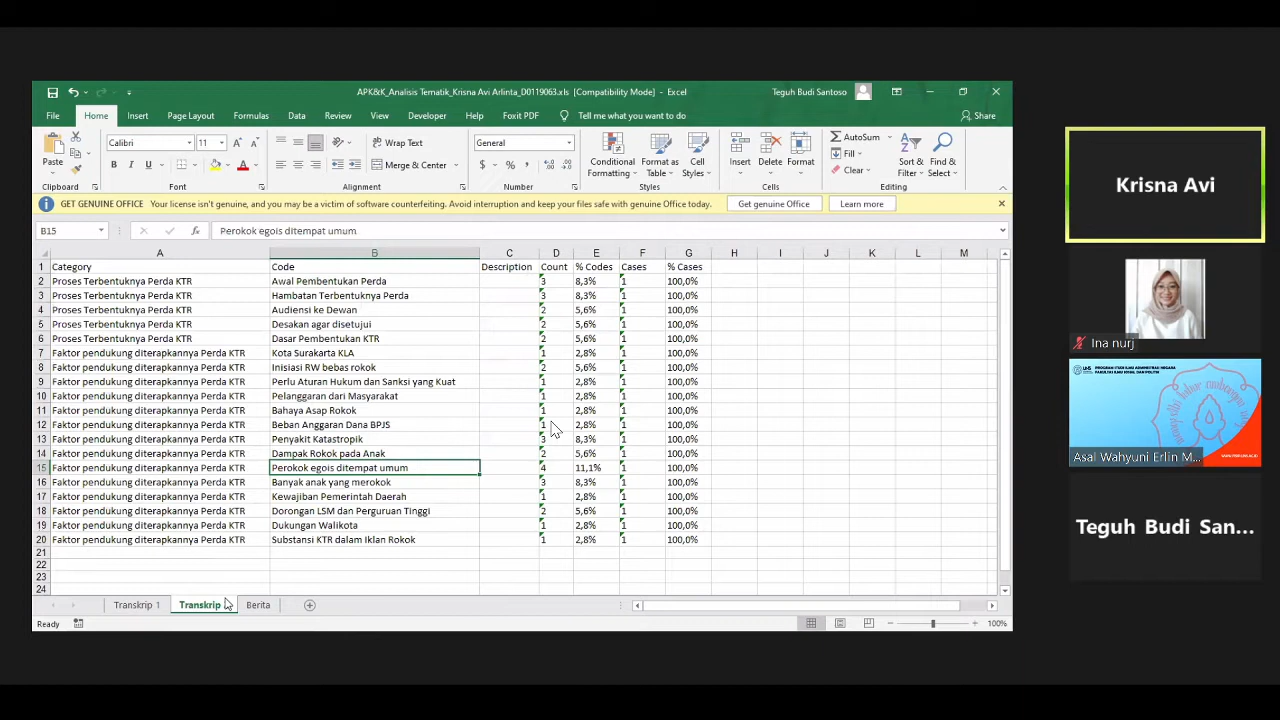 APK&K_Analisis Tematik_Krisna Avi Arlinta_D0119063.xls [Compatibility Mode] - Excel
Teguh Budi Santoso
File Home Insert Page Layout Formulas Data Review View Developer Help Foxit PDF Tell me what you want to do Share
Paste
Calibri 11
B I U
Wrap Text
Merge & Center
General
$ % ,
Conditional Formatting
Format as Table
Cell Styles
Insert Delete Format
AutoSum
Fill
Clear
Sort & Filter
Find & Select
Clipboard Font Alignment Number Styles Cells Editing
GET GENUINE OFFICE Your license isn't genuine, and you may be a victim of software counterfeiting. Avoid interruption and keep your files safe with genuine Office today. Get genuine Office Learn more
B15 fx Perokok egois ditempat umum
A B C D E F G H I J K L M
1 Category Code Description Count % Codes Cases % Cases
2 Proses Terbentuknya Perda KTR Awal Pembentukan Perda 3 8,3% 1 100,0%
3 Proses Terbentuknya Perda KTR Hambatan Terbentuknya Perda 3 8,3% 1 100,0%
4 Proses Terbentuknya Perda KTR Audiensi ke Dewan 2 5,6% 1 100,0%
5 Proses Terbentuknya Perda KTR Desakan agar disetujui 2 5,6% 1 100,0%
6 Proses Terbentuknya Perda KTR Dasar Pembentukan KTR 2 5,6% 1 100,0%
7 Faktor pendukung diterapkannya Perda KTR Kota Surakarta KLA 1 2,8% 1 100,0%
8 Faktor pendukung diterapkannya Perda KTR Inisiasi RW bebas rokok 2 5,6% 1 100,0%
9 Faktor pendukung diterapkannya Perda KTR Perlu Aturan Hukum dan Sanksi yang Kuat 1 2,8% 1 100,0%
10 Faktor pendukung diterapkannya Perda KTR Pelanggaran dari Masyarakat 1 2,8% 1 100,0%
11 Faktor pendukung diterapkannya Perda KTR Bahaya Asap Rokok 1 2,8% 1 100,0%
12 Faktor pendukung diterapkannya Perda KTR Beban Anggaran Dana BPJS 1 2,8% 1 100,0%
13 Faktor pendukung diterapkannya Perda KTR Penyakit Katastropik 3 8,3% 1 100,0%
14 Faktor pendukung diterapkannya Perda KTR Dampak Rokok pada Anak 2 5,6% 1 100,0%
15 Faktor pendukung diterapkannya Perda KTR Perokok egois ditempat umum 4 11,1% 1 100,0%
16 Faktor pendukung diterapkannya Perda KTR Banyak anak yang merokok 3 8,3% 1 100,0%
17 Faktor pendukung diterapkannya Perda KTR Kewajiban Pemerintah Daerah 1 2,8% 1 100,0%
18 Faktor pendukung diterapkannya Perda KTR Dorongan LSM dan Perguruan Tinggi 2 5,6% 1 100,0%
19 Faktor pendukung diterapkannya Perda KTR Dukungan Walikota 1 2,8% 1 100,0%
20 Faktor pendukung diterapkannya Perda KTR Substansi KTR dalam Iklan Rokok 1 2,8% 1 100,0%
21
22
23
24
Transkrip 1 Transkrip Berita
Ready 100%
Krisna Avi
Ina nurj
UNS PROGRAM STUDI ILMU ADMINISTRASI NEGARA
FAKULTAS ILMU SOSIAL DAN POLITIK
Asal Wahyuni Erlin M...
Teguh Budi San...